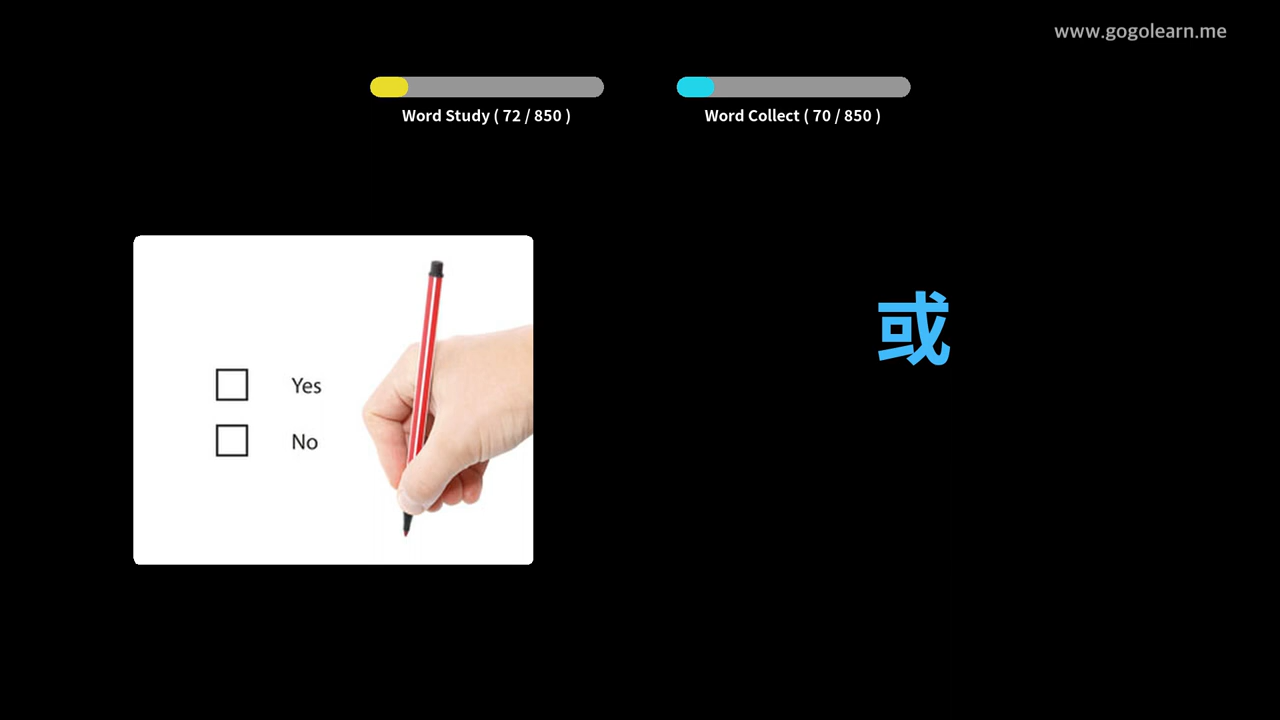 www.gogolearn.me
Word Study ( 72 / 850 )
Word Collect ( 70 / 850 )
Yes
No
或